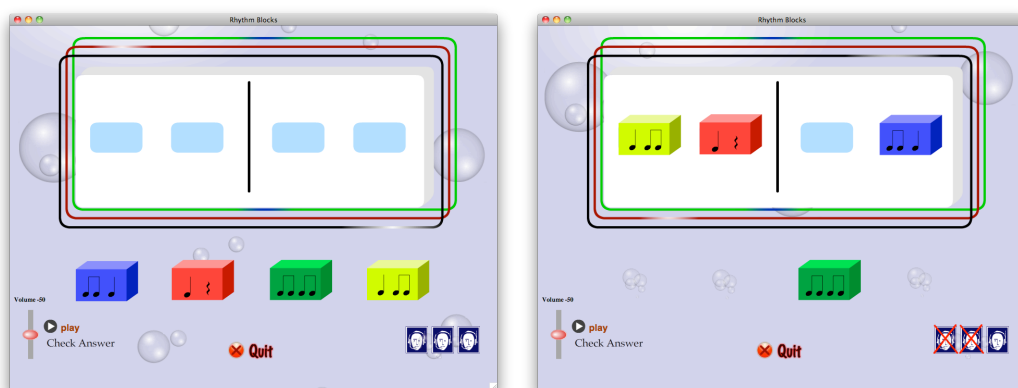 Rhythm Blocks
Volume -50
play
Check Answer
Quit
Rhythm Blocks
Volume -50
play
Check Answer
Quit